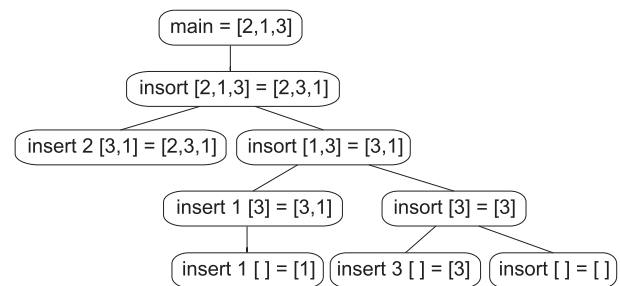 main = [2,1,3]
insort [2,1,3] = [2,3,1]
insert 2 [3,1] = [2,3,1]
insort [1,3] = [3,1]
insert 1 [3] = [3,1]
insort [3] = [3]
insert 1 [ ] = [1]
insert 3 [ ] = [3]
insort [ ] = [ ]